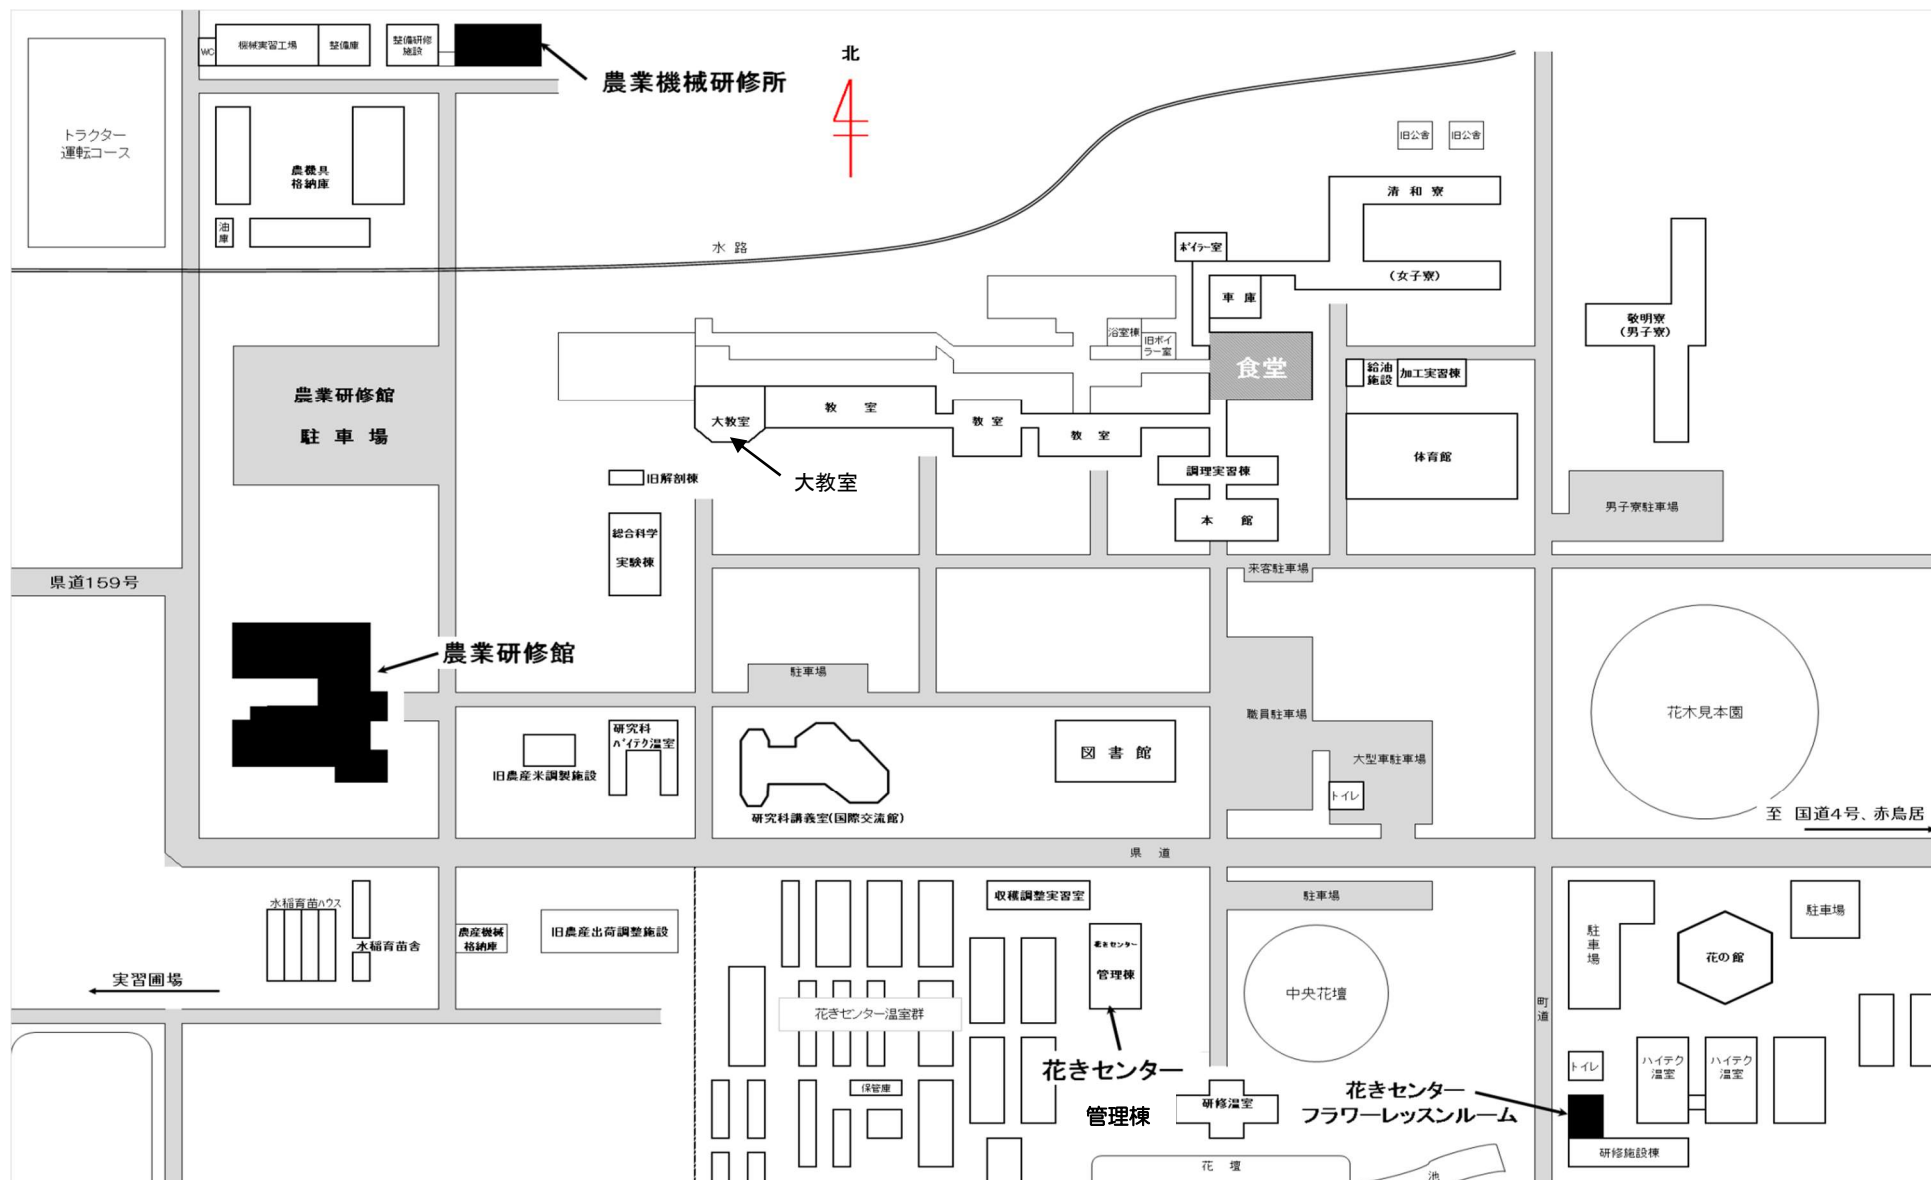 WC
機械実習工場
整備庫
整備研修
施設
農業機械研修所
北
トラクター
運転コース
農機具
格納庫
油
庫
旧公舎
旧公舎
清 和 寮
水 路
ﾎﾞｲﾗｰ室
(女子寮)
車 庫
敬明寮
(男子寮)
浴室棟
旧ボイ
ラー室
食堂
給油
施設
加工実習棟
農業研修館
駐 車 場
大教室
教 室
教 室
教 室
大教室
体育館
旧解剖棟
調理実習棟
男子寮駐車場
総合科学
実験棟
本 館
来客駐車場
県道159号
農業研修館
駐車場
職員駐車場
花木見本園
研究科
ﾊﾞｲﾃｸ温室
旧農産米調製施設
図 書 館
大型車駐車場
トイレ
研究科講義室(国際交流館)
至 国道4号、赤鳥居
県 道
水稲育苗ﾊｳｽ
水稲育苗舎
農産機械
格納庫
旧農産出荷調整施設
収穫調整実習室
駐車場
駐
車
場
駐車場
花きセンター
管理棟
花の館
実習圃場
花きセンター温室群
中央花壇
町
道
花きセンター
管理棟
保管庫
研修温室
花きセンター
フラワーレッスンルーム
トイレ
ハイテク
温室
ハイテク
温室
研修施設棟
花 壇
池